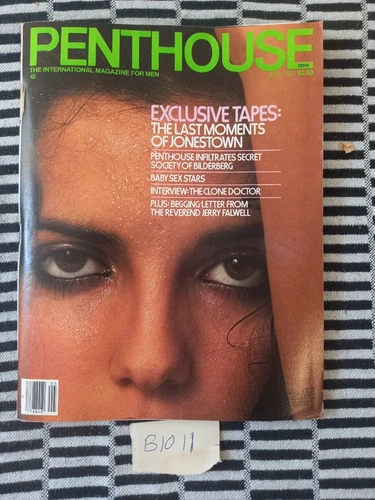 PENTHOUSE
THE INTERNATIONAL MAGAZINE FOR MEN
EXCLUSIVE TAPES:
THE LAST MOMENTS
OF JONESTOWN
PENTHOUSE INFILTRATES SECRET
SOCIETY OF BILDERBERG
BABY SEX STARS
INTERVIEW: THE CLONE DOCTOR
PLUS: BEGGING LETTER FROM
THE REVEREND JERRY FALWELL
B10 11